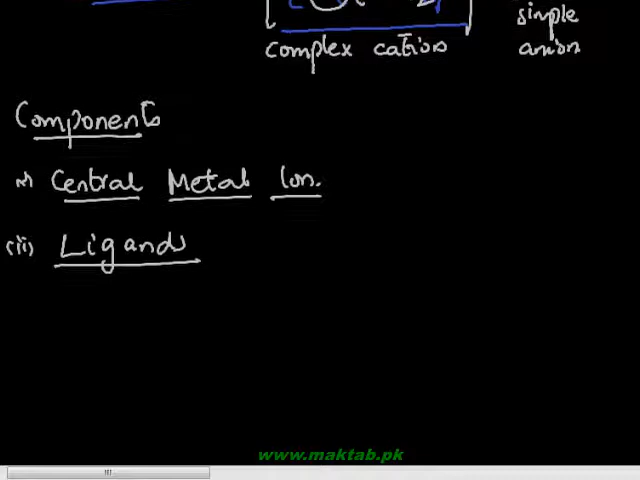 simple
complex cation anion
Components
(i) Central Metal Ion.
(ii) Ligands
www.maktab.pk